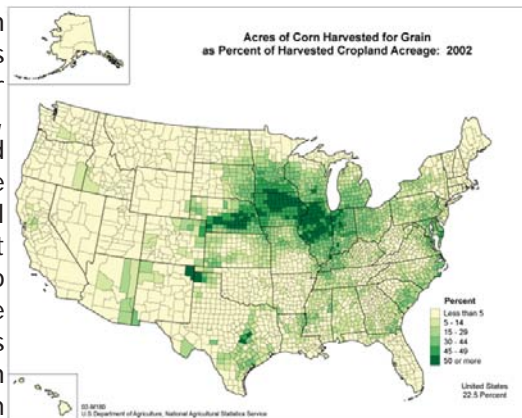 Acres of Corn Harvested for Grain
as Percent of Harvested Cropland Acreage: 2002
Percent
Less than 5
5 - 14
15 - 29
30 - 44
45 - 49
50 or more
United States
22.5 Percent
02-M180
U.S. Department of Agriculture, National Agricultural Statistics Service